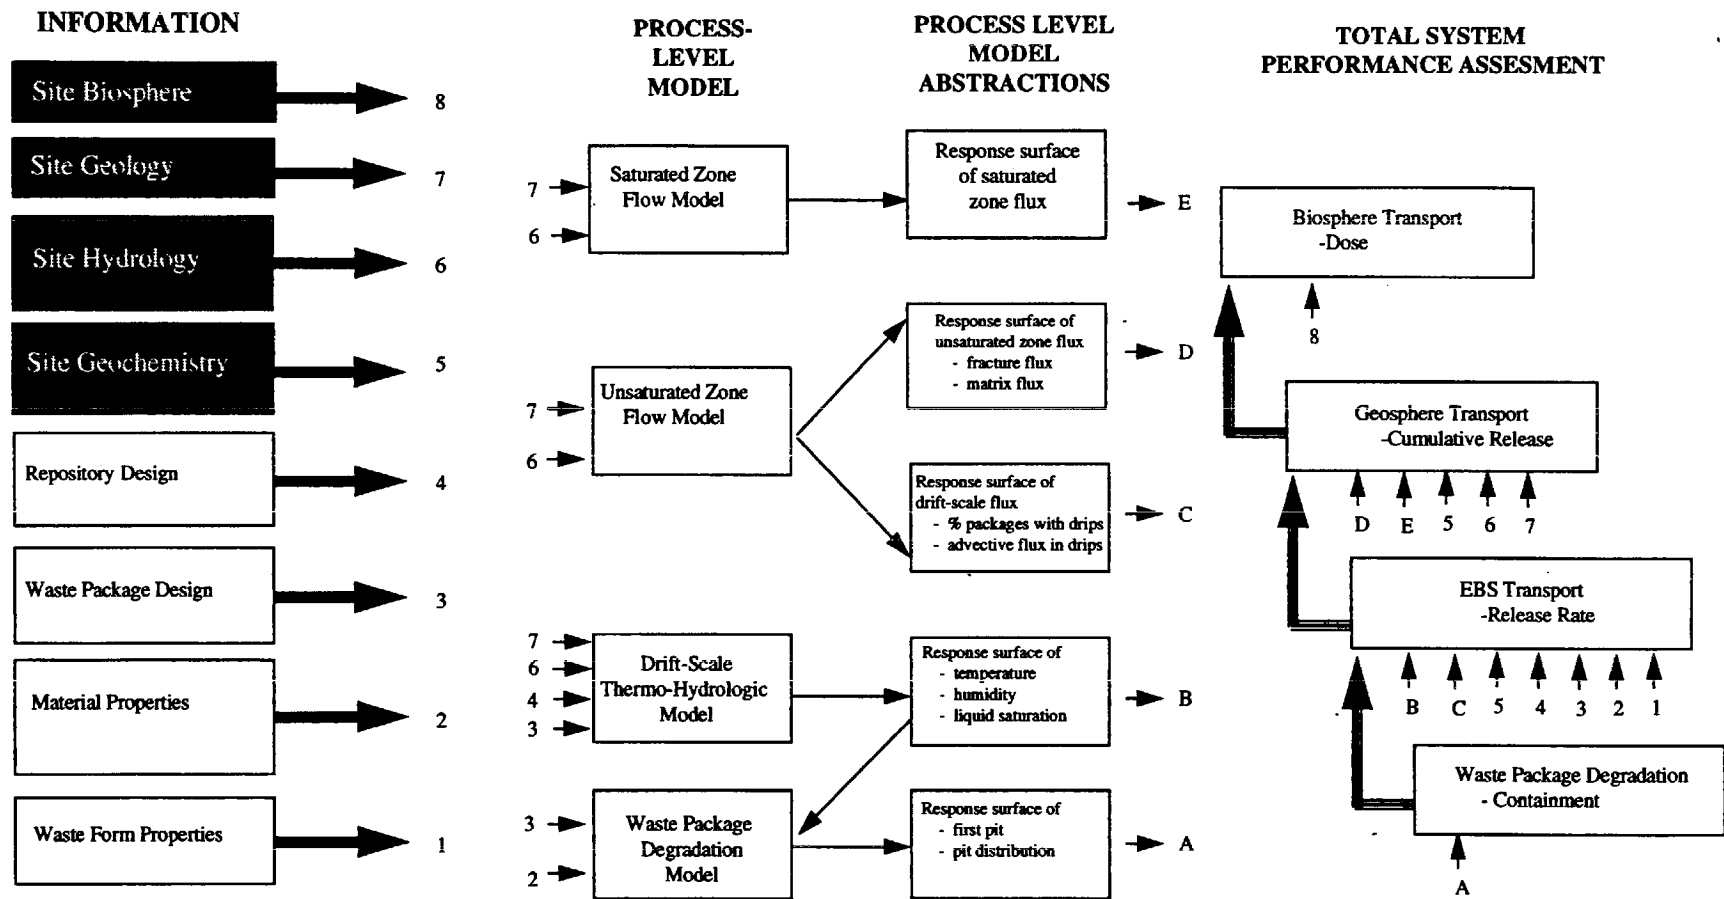 INFORMATION
Site Biosphere
8
Site Geology
7
Site Hydrology
6
Site Geochemistry
5
Repository Design
4
Waste Package Design
3
Material Properties
2
Waste Form Properties
1
PROCESS-
LEVEL
MODEL
7
6
Saturated Zone
Flow Model
7
6
Unsaturated Zone
Flow Model
7
6
4
3
Drift-Scale
Thermo-Hydrologic
Model
3
2
Waste Package
Degradation
Model
PROCESS LEVEL
MODEL
ABSTRACTIONS
Response surface
of saturated
zone flux
E
Response surface of
unsaturated zone flux
- fracture flux
- matrix flux
D
Response surface of
drift-scale flux
- % packages with drips
- advective flux in drips
C
Response surface of
- temperature
- humidity
- liquid saturation
B
Response surface of
- first pit
- pit distribution
A
TOTAL SYSTEM
PERFORMANCE ASSESMENT
Biosphere Transport
-Dose
8
Geosphere Transport
-Cumulative Release
D E 5 6 7
EBS Transport
-Release Rate
B C 5 4 3 2 1
Waste Package Degradation
- Containment
A